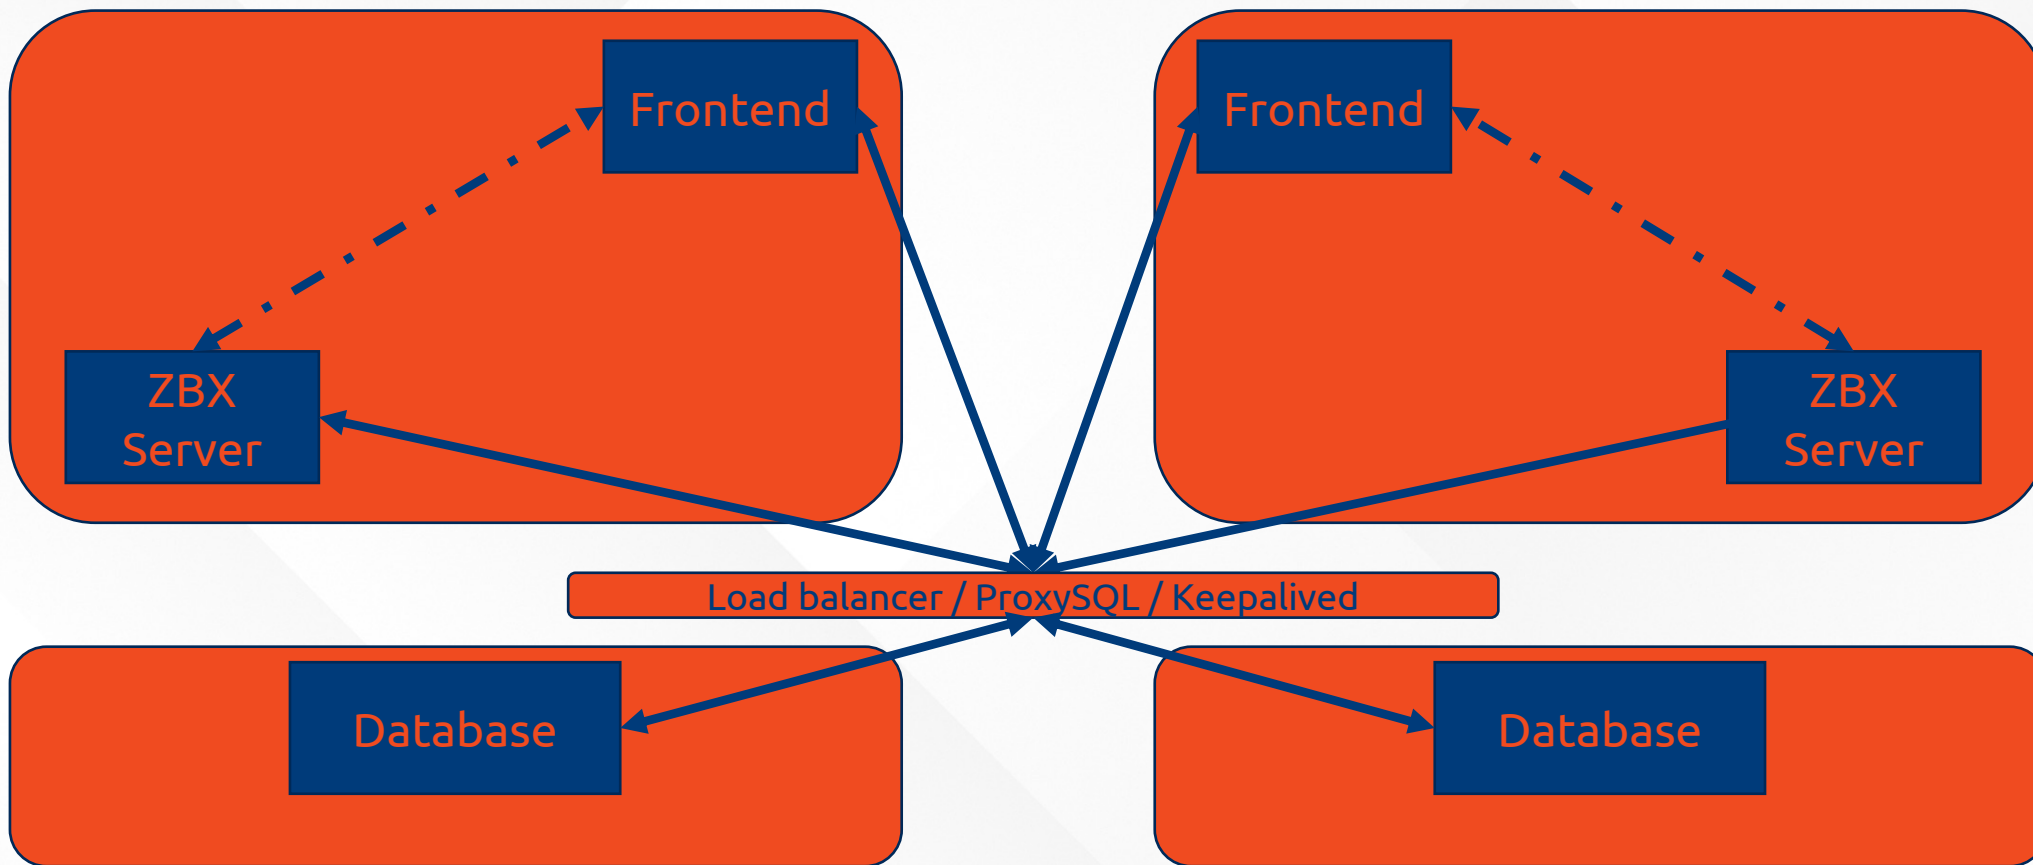 Frontend
Frontend
ZBX
Server
ZBX
Server
Load balancer / ProxySQL / Keepalived
Database
Database